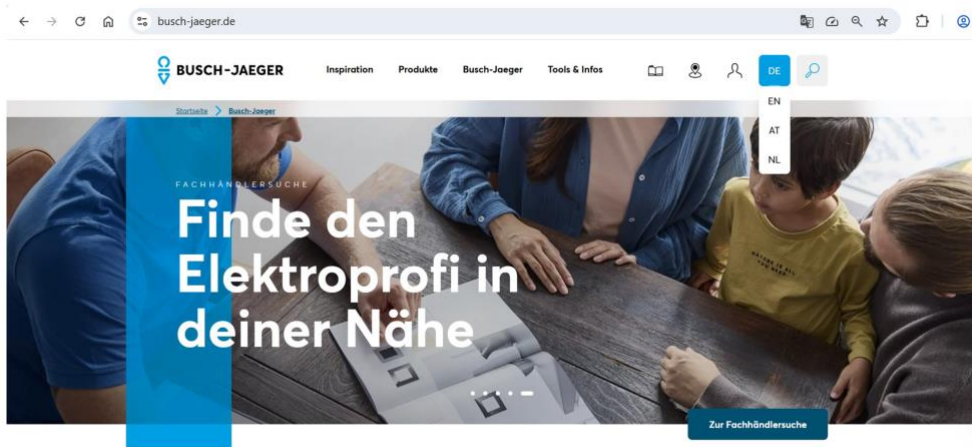 busch-jaeger.de
BUSCH-JAEGER
Inspiration
Produkte
Busch-Jaeger
Tools & Infos
DE
EN
AT
NL
Startseite
Busch-Jaeger
FACHHÄNDLERSUCHE
Finde den
Elektroprofi in
deiner Nähe
Zur Fachhändlersuche